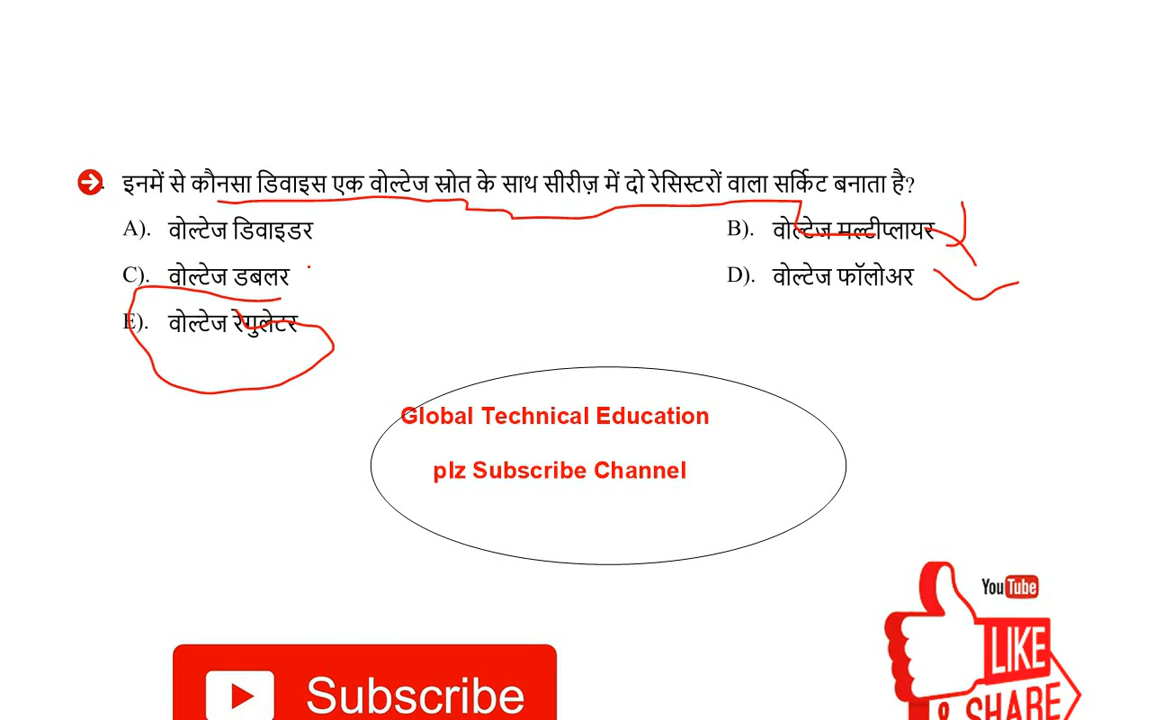 इनमें से कौनसा डिवाइस एक वोल्टेज स्रोत के साथ सीरीज़ में दो रेसिस्टरों वाला सर्किट बनाता है?
A). वोल्टेज डिवाइडर B). वोल्टेज मल्टीप्लायर
C). वोल्टेज डबलर D). वोल्टेज फॉलोअर
E). वोल्टेज रेगुलेटर
Global Technical Education
plz Subscribe Channel
YouTube
LIKE
& SHARE
Subscribe